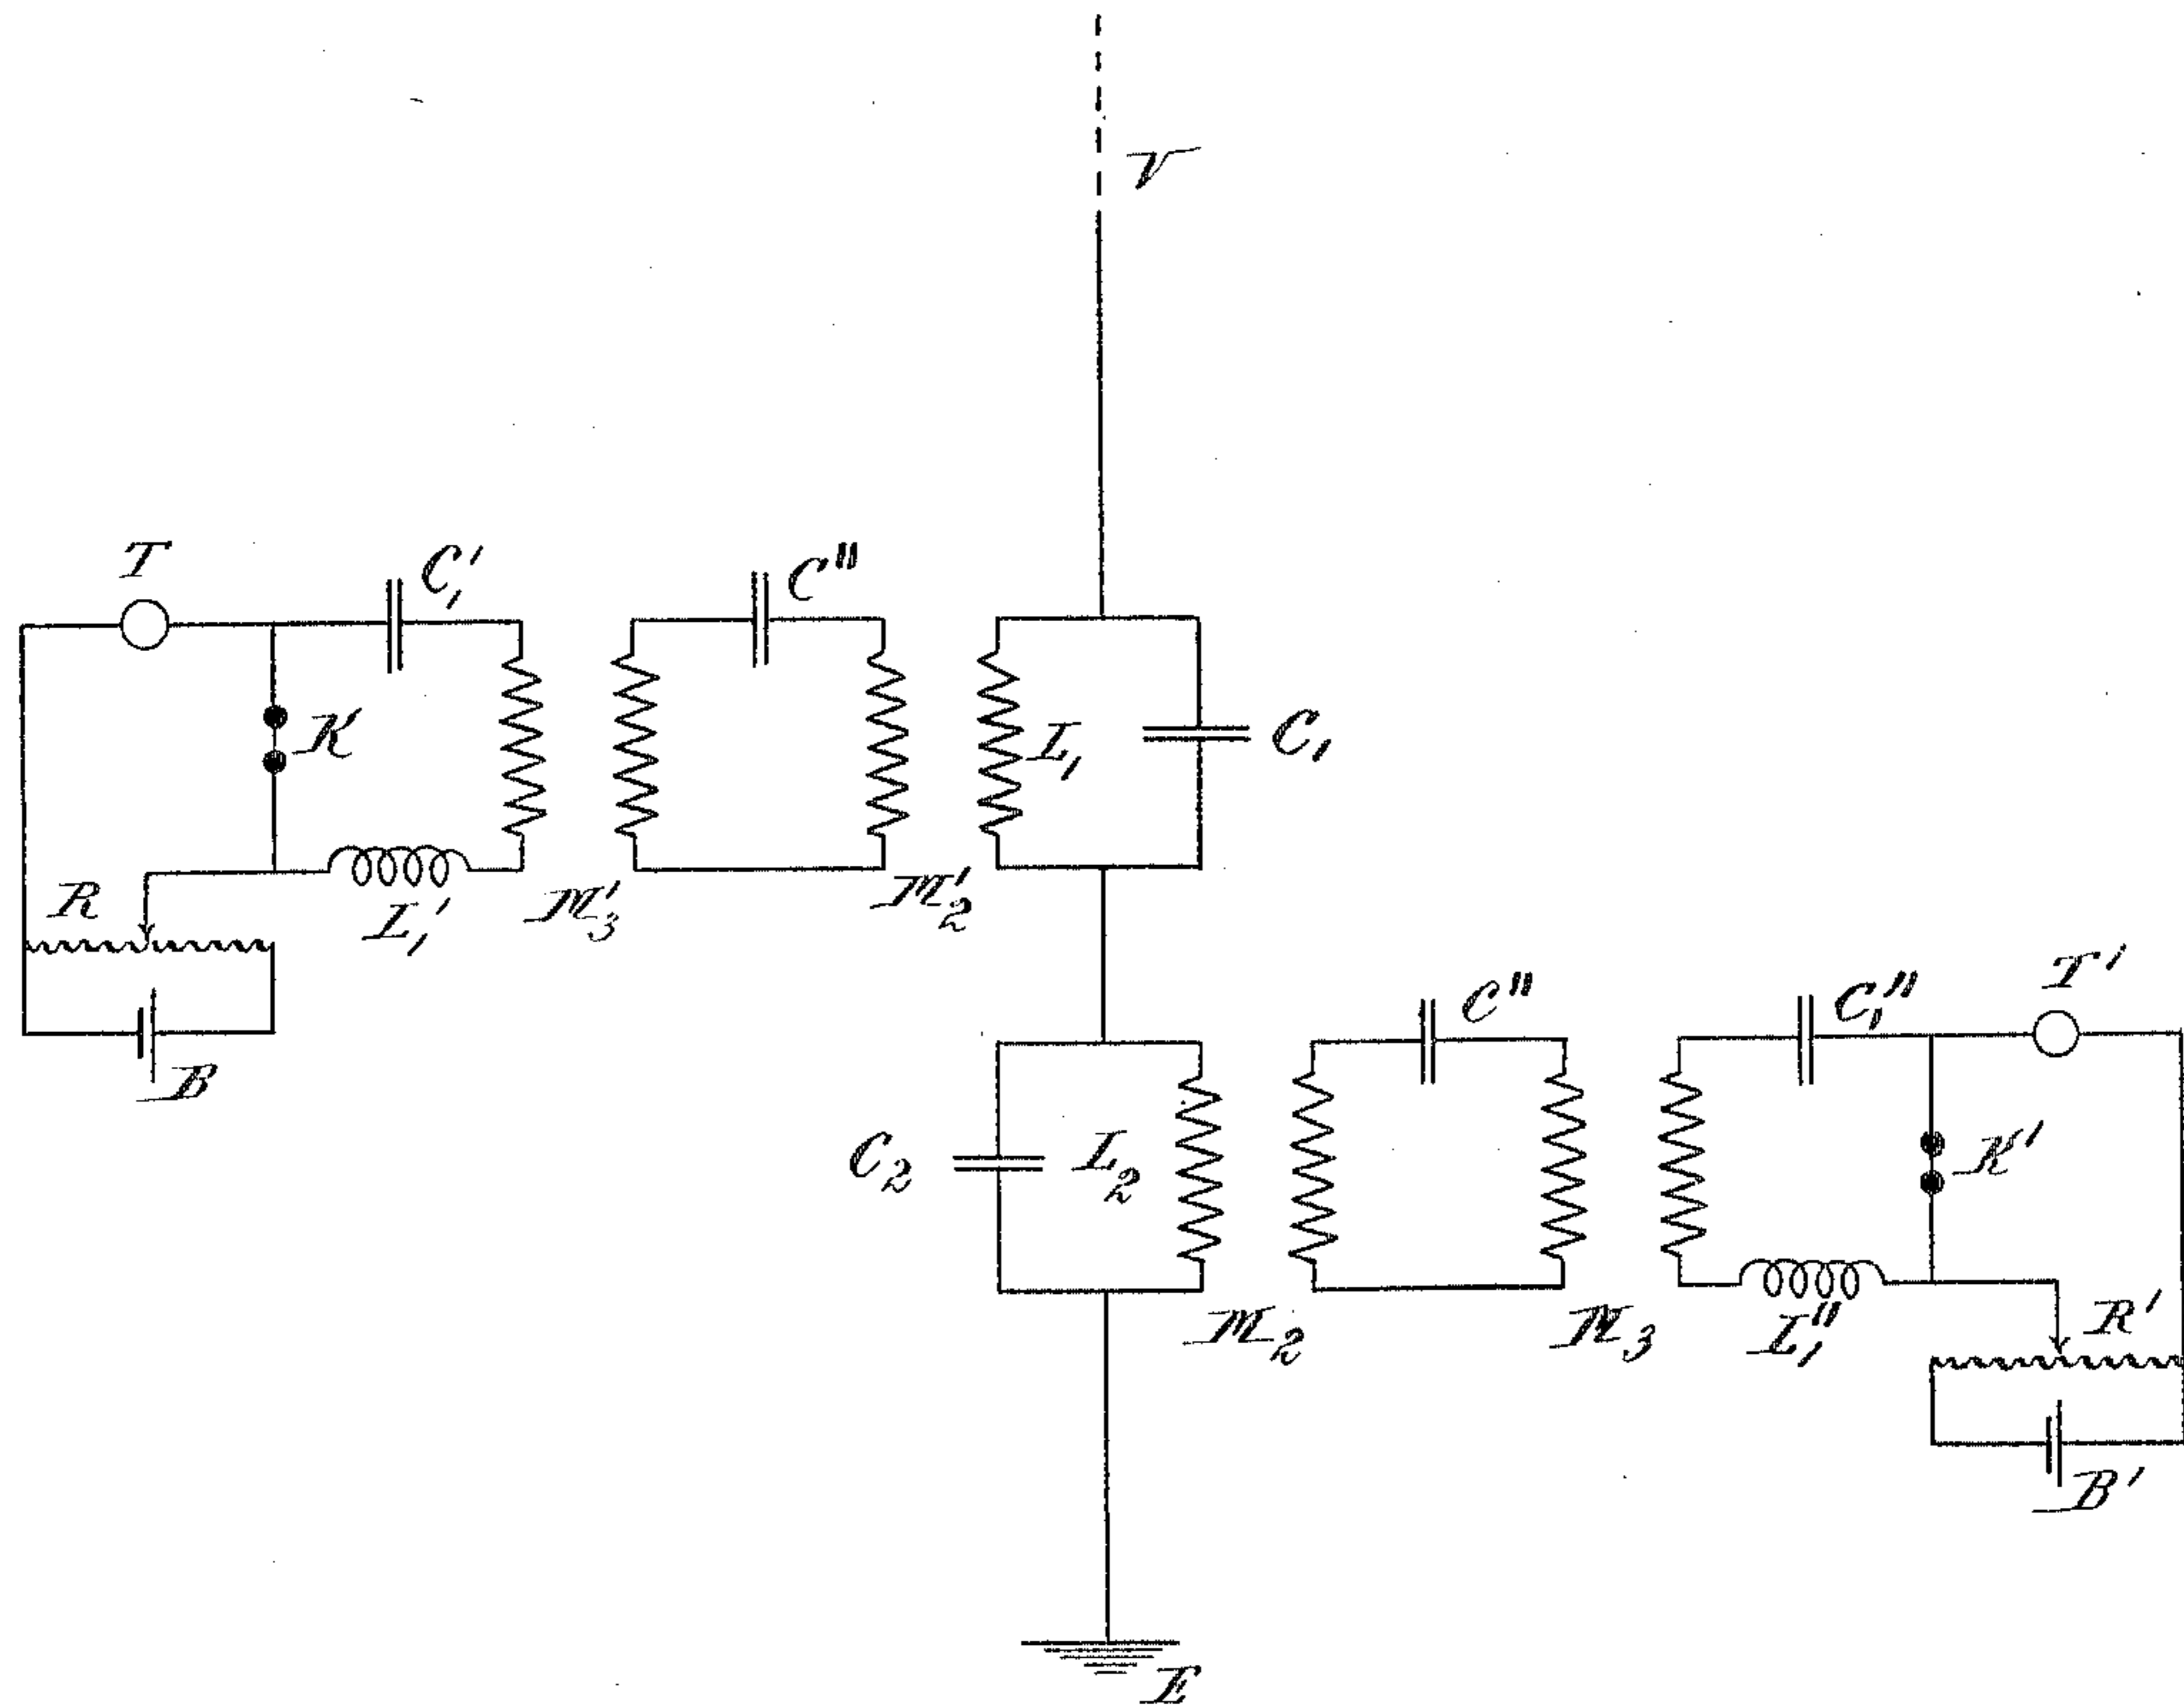 V
T
C₁'
C"
K
L₁
C₁
R
L₁'
M₃'
M₂'
B
C"
C₁"
T'
C₂
L₂
K'
M₂
M₃
L₁"
R'
B'
E